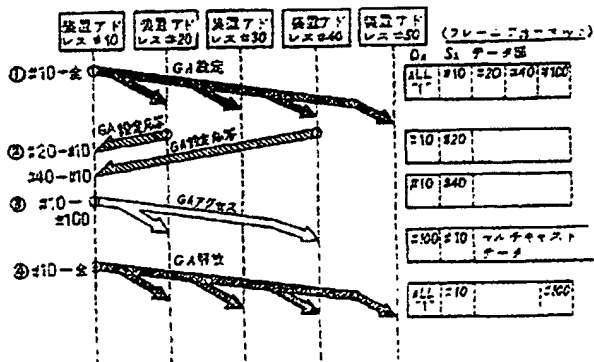 装置アドレス#10
装置アドレス#20
装置アドレス#30
装置アドレス#40
装置アドレス#50
(フレームフォーマット)
DA SA データ部
①#10→全
GA設定
ALL "1" #10 #20 #40 #100
GA設定応答
GA設定応答
②#20→#10
#10 #20
#40→#10
#10 #40
③#10→#100
GAアクセス
#100 #10 マルチキャストデータ
④#10→全
GA解放
ALL "1" #10 #100